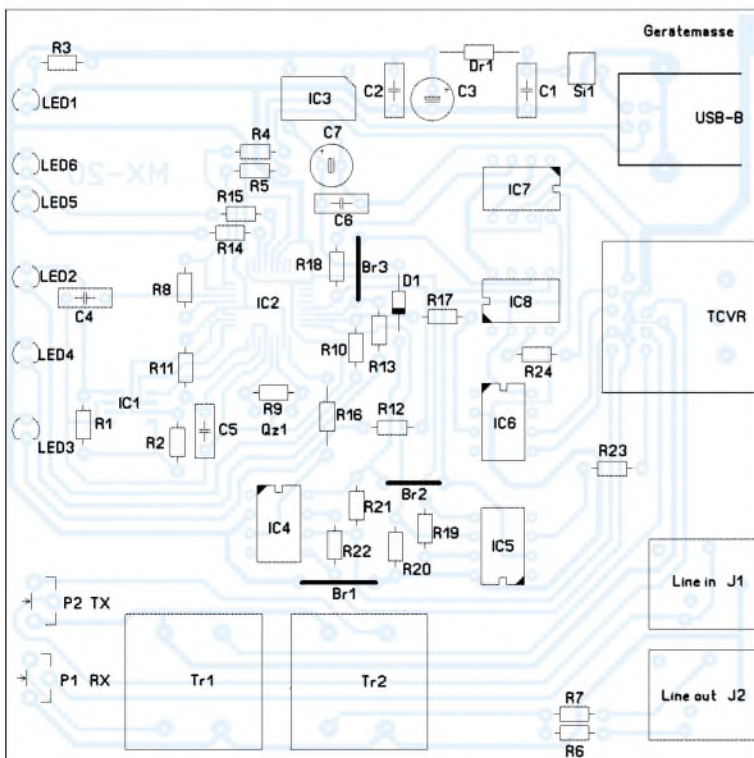 Gerätemasse
R3
Dr1
C2
C3
C1
Si1
LED1
IC3
USB-B
R4
C7
LED6
R5
MX-20
IC7
LED5
R15
C6
R14
R18
Br3
LED2
R8
D1
IC2
IC8
TCVR
C4
R17
R10
R13
LED4
R24
R11
IC1
R9
R16
R12
IC6
R1
R2
C5
Qz1
LED3
R23
Br2
R21
IC4
R19
IC5
R22
R20
Line in J1
Br1
P2 TX
P1 RX
Tr1
Tr2
Line out J2
R7
R6